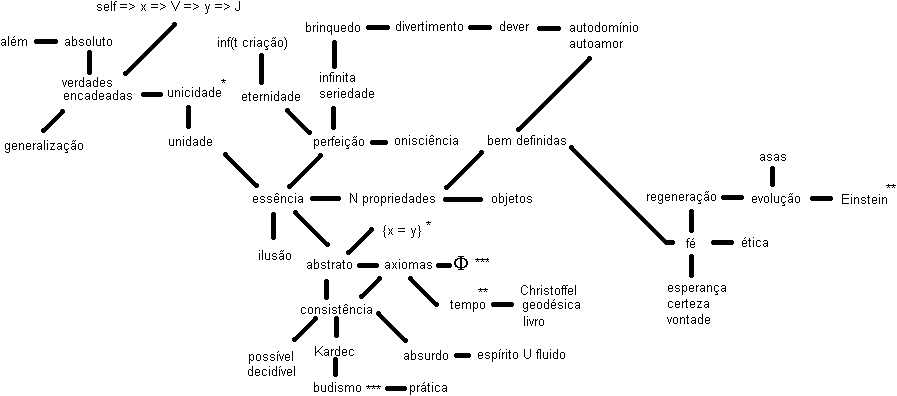 self => x => V => y => J
brinquedo
divertimento
dever
autodomínio
autoamor
além
absoluto
inf(t criação)
verdades
encadeadas
unicidade *
eternidade
infinita
seriedade
generalização
unidade
perfeição
onisciência
bem definidas
asas
essência
N propriedades
objetos
regeneração
evolução
Einstein **
{x = y} *
ilusão
abstrato
axiomas
Φ ***
fé
ética
consistência
tempo **
Christoffel
geodésica
livro
esperança
certeza
vontade
possível
decidível
Kardec
absurdo
espírito U fluido
budismo ***
prática